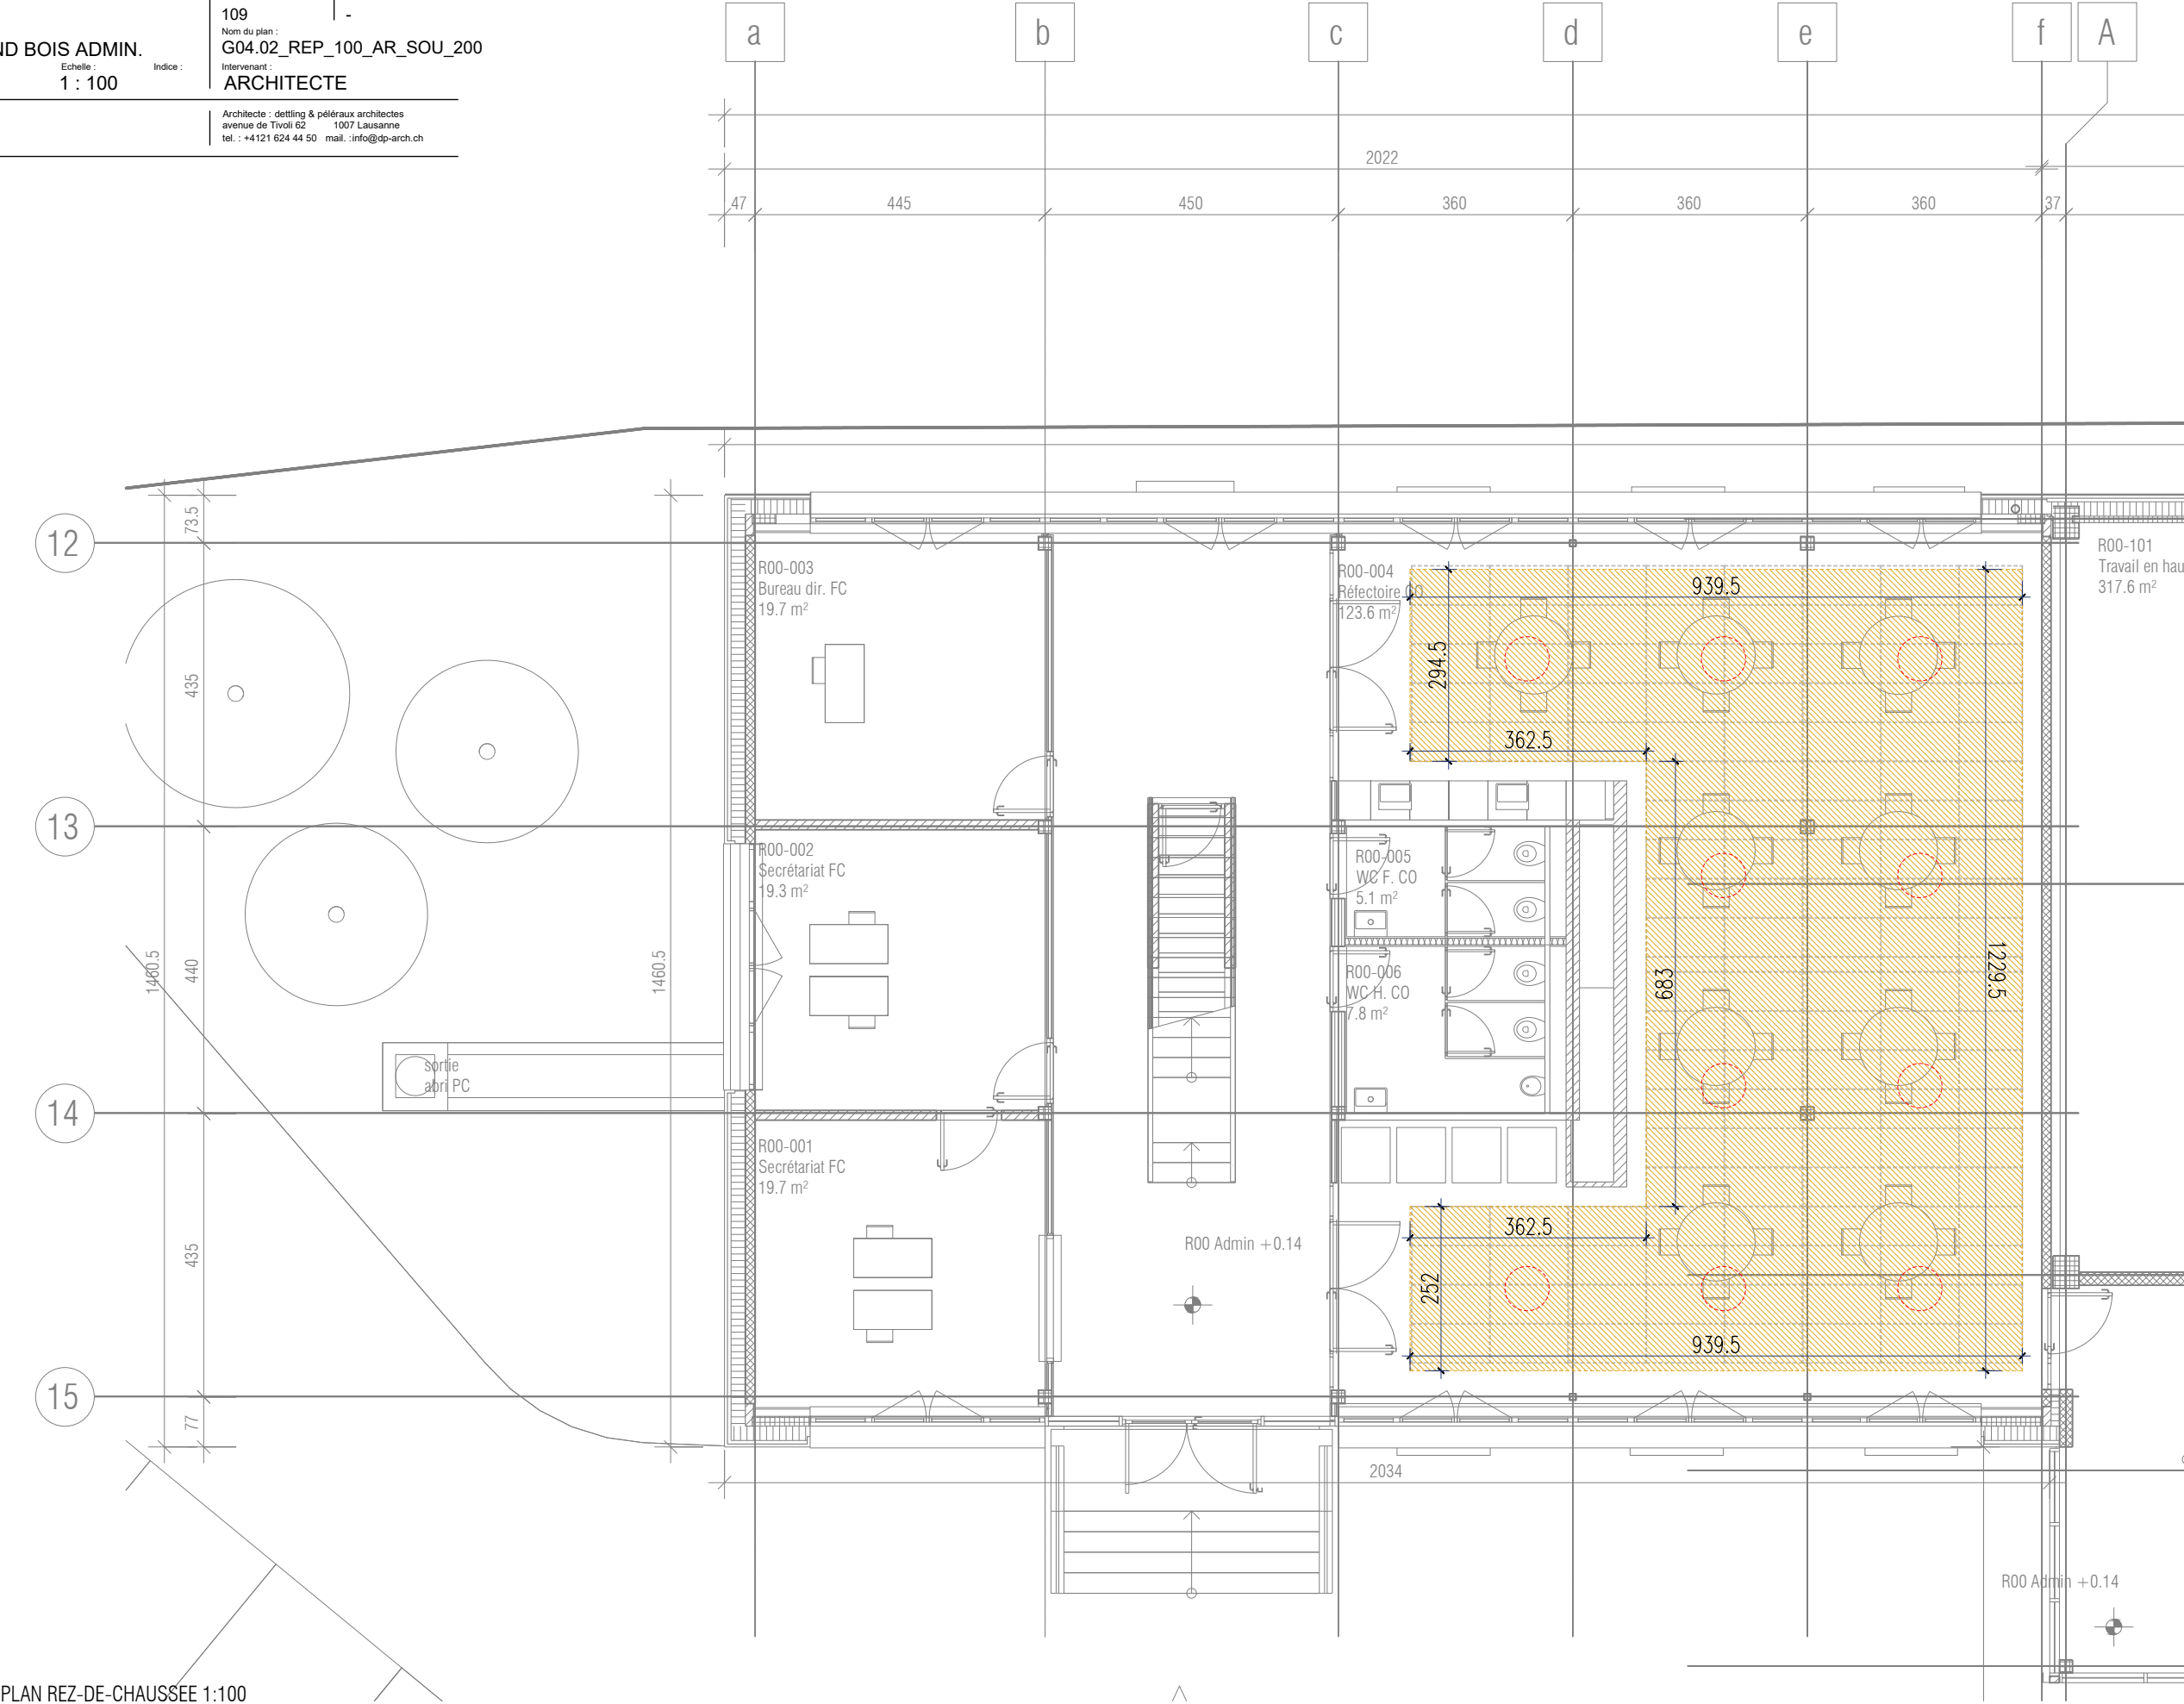 109 -
Nom du plan :
ND BOIS ADMIN.
G04.02_REP_100_AR_SOU_200
Echelle : Indice :
Intervenant :
1 : 100
ARCHITECTE
Architecte : dettling & péléraux architectes
avenue de Tivoli 62 1007 Lausanne
tel. : +4121 624 44 50 mail. :info@dp-arch.ch
a b c d e f A
2022
47 445 450 360 360 360 37
12
13
14
15
73.5
435
440
435
77
1460.5
1460.5
R00-003
Bureau dir. FC
19.7 m²
R00-004
Réfectoire CO
123.6 m²
R00-101
Travail en hau
317.6 m²
939.5
294.5
362.5
R00-002
Secrétariat FC
19.3 m²
R00-005
WC F. CO
5.1 m²
R00-006
WC H. CO
7.8 m²
683
1229.5
sortie
abri PC
R00-001
Secrétariat FC
19.7 m²
R00 Admin +0.14
362.5
252
939.5
2034
R00 Admin +0.14
PLAN REZ-DE-CHAUSSEE 1:100